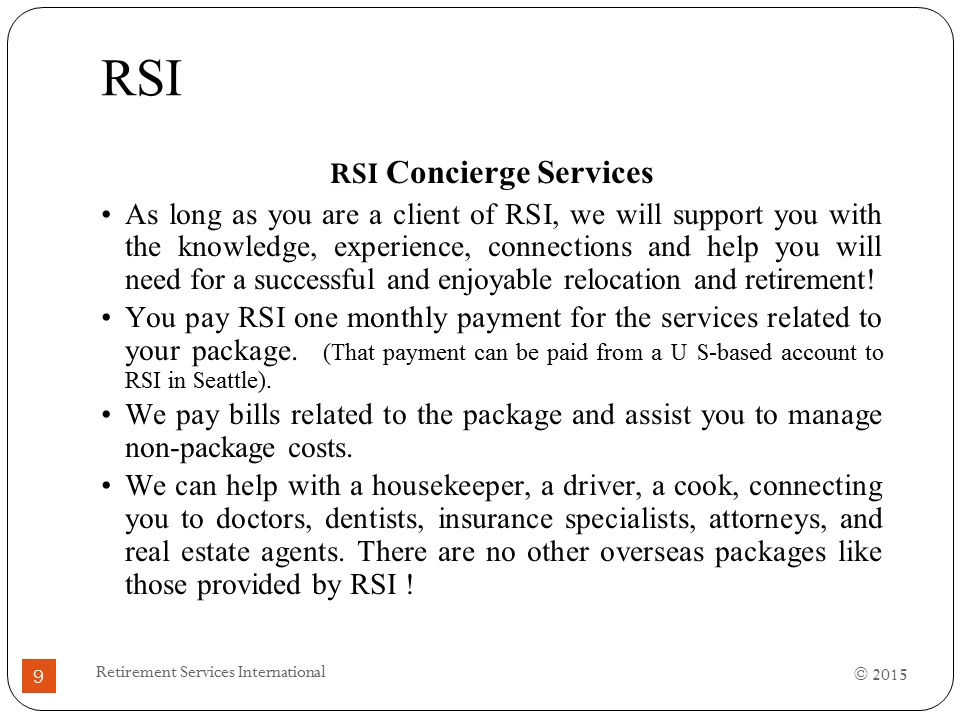 RSI
RSI Concierge Services
• As long as you are a client of RSI, we will support you with
the knowledge, experience, connections and help you will
need for a successful and enjoyable relocation and retirement!
• You pay RSI one monthly payment for the services related to
your package. (That payment can be paid from a U S-based account to
RSI in Seattle).
• We pay bills related to the package and assist you to manage
non-package costs.
• We can help with a housekeeper, a driver, a cook, connecting
you to doctors, dentists, insurance specialists, attorneys, and
real estate agents. There are no other overseas packages like
those provided by RSI !
9 Retirement Services International © 2015